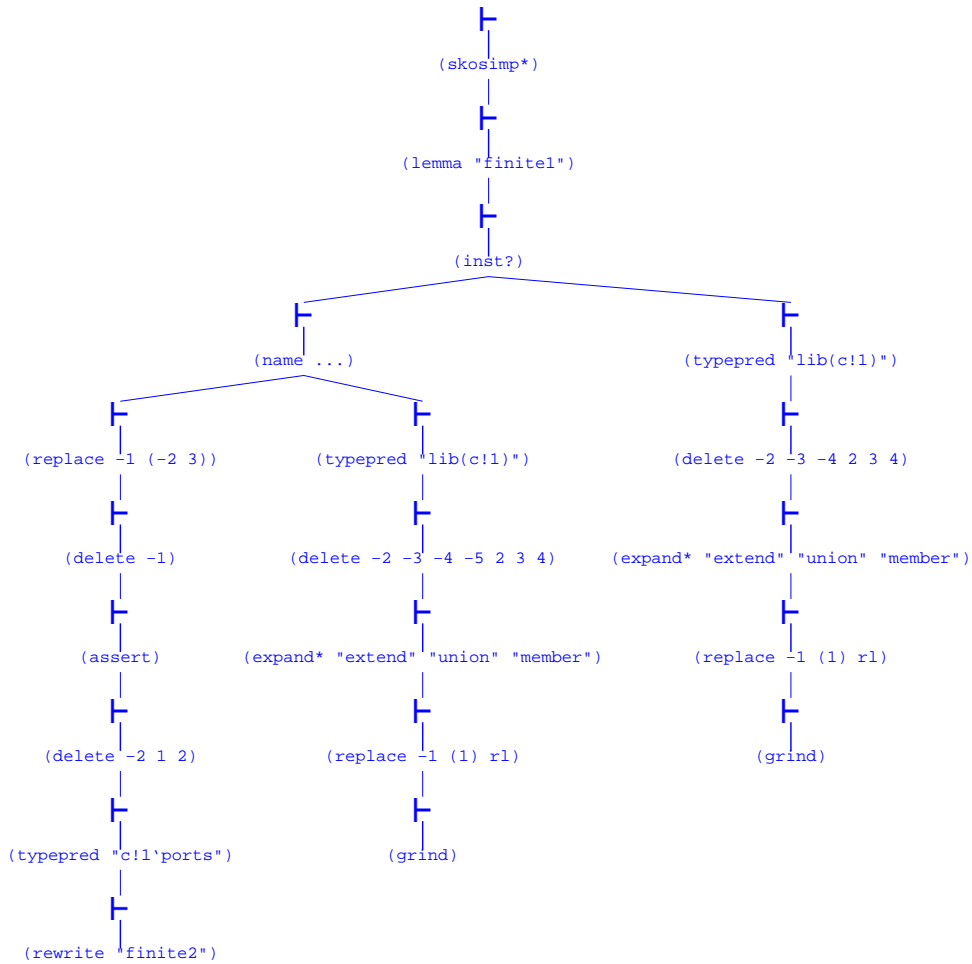 (skosimp*)
(lemma "finite1")
(inst?)
(name ...)
(typepred "lib(c!1)")
(replace -1 (-2 3))
(typepred "lib(c!1)")
(delete -2 -3 -4 2 3 4)
(delete -1)
(delete -2 -3 -4 -5 2 3 4)
(expand* "extend" "union" "member")
(assert)
(expand* "extend" "union" "member")
(replace -1 (1) rl)
(delete -2 1 2)
(replace -1 (1) rl)
(grind)
(typepred "c!1‘ports")
(grind)
(rewrite "finite2")